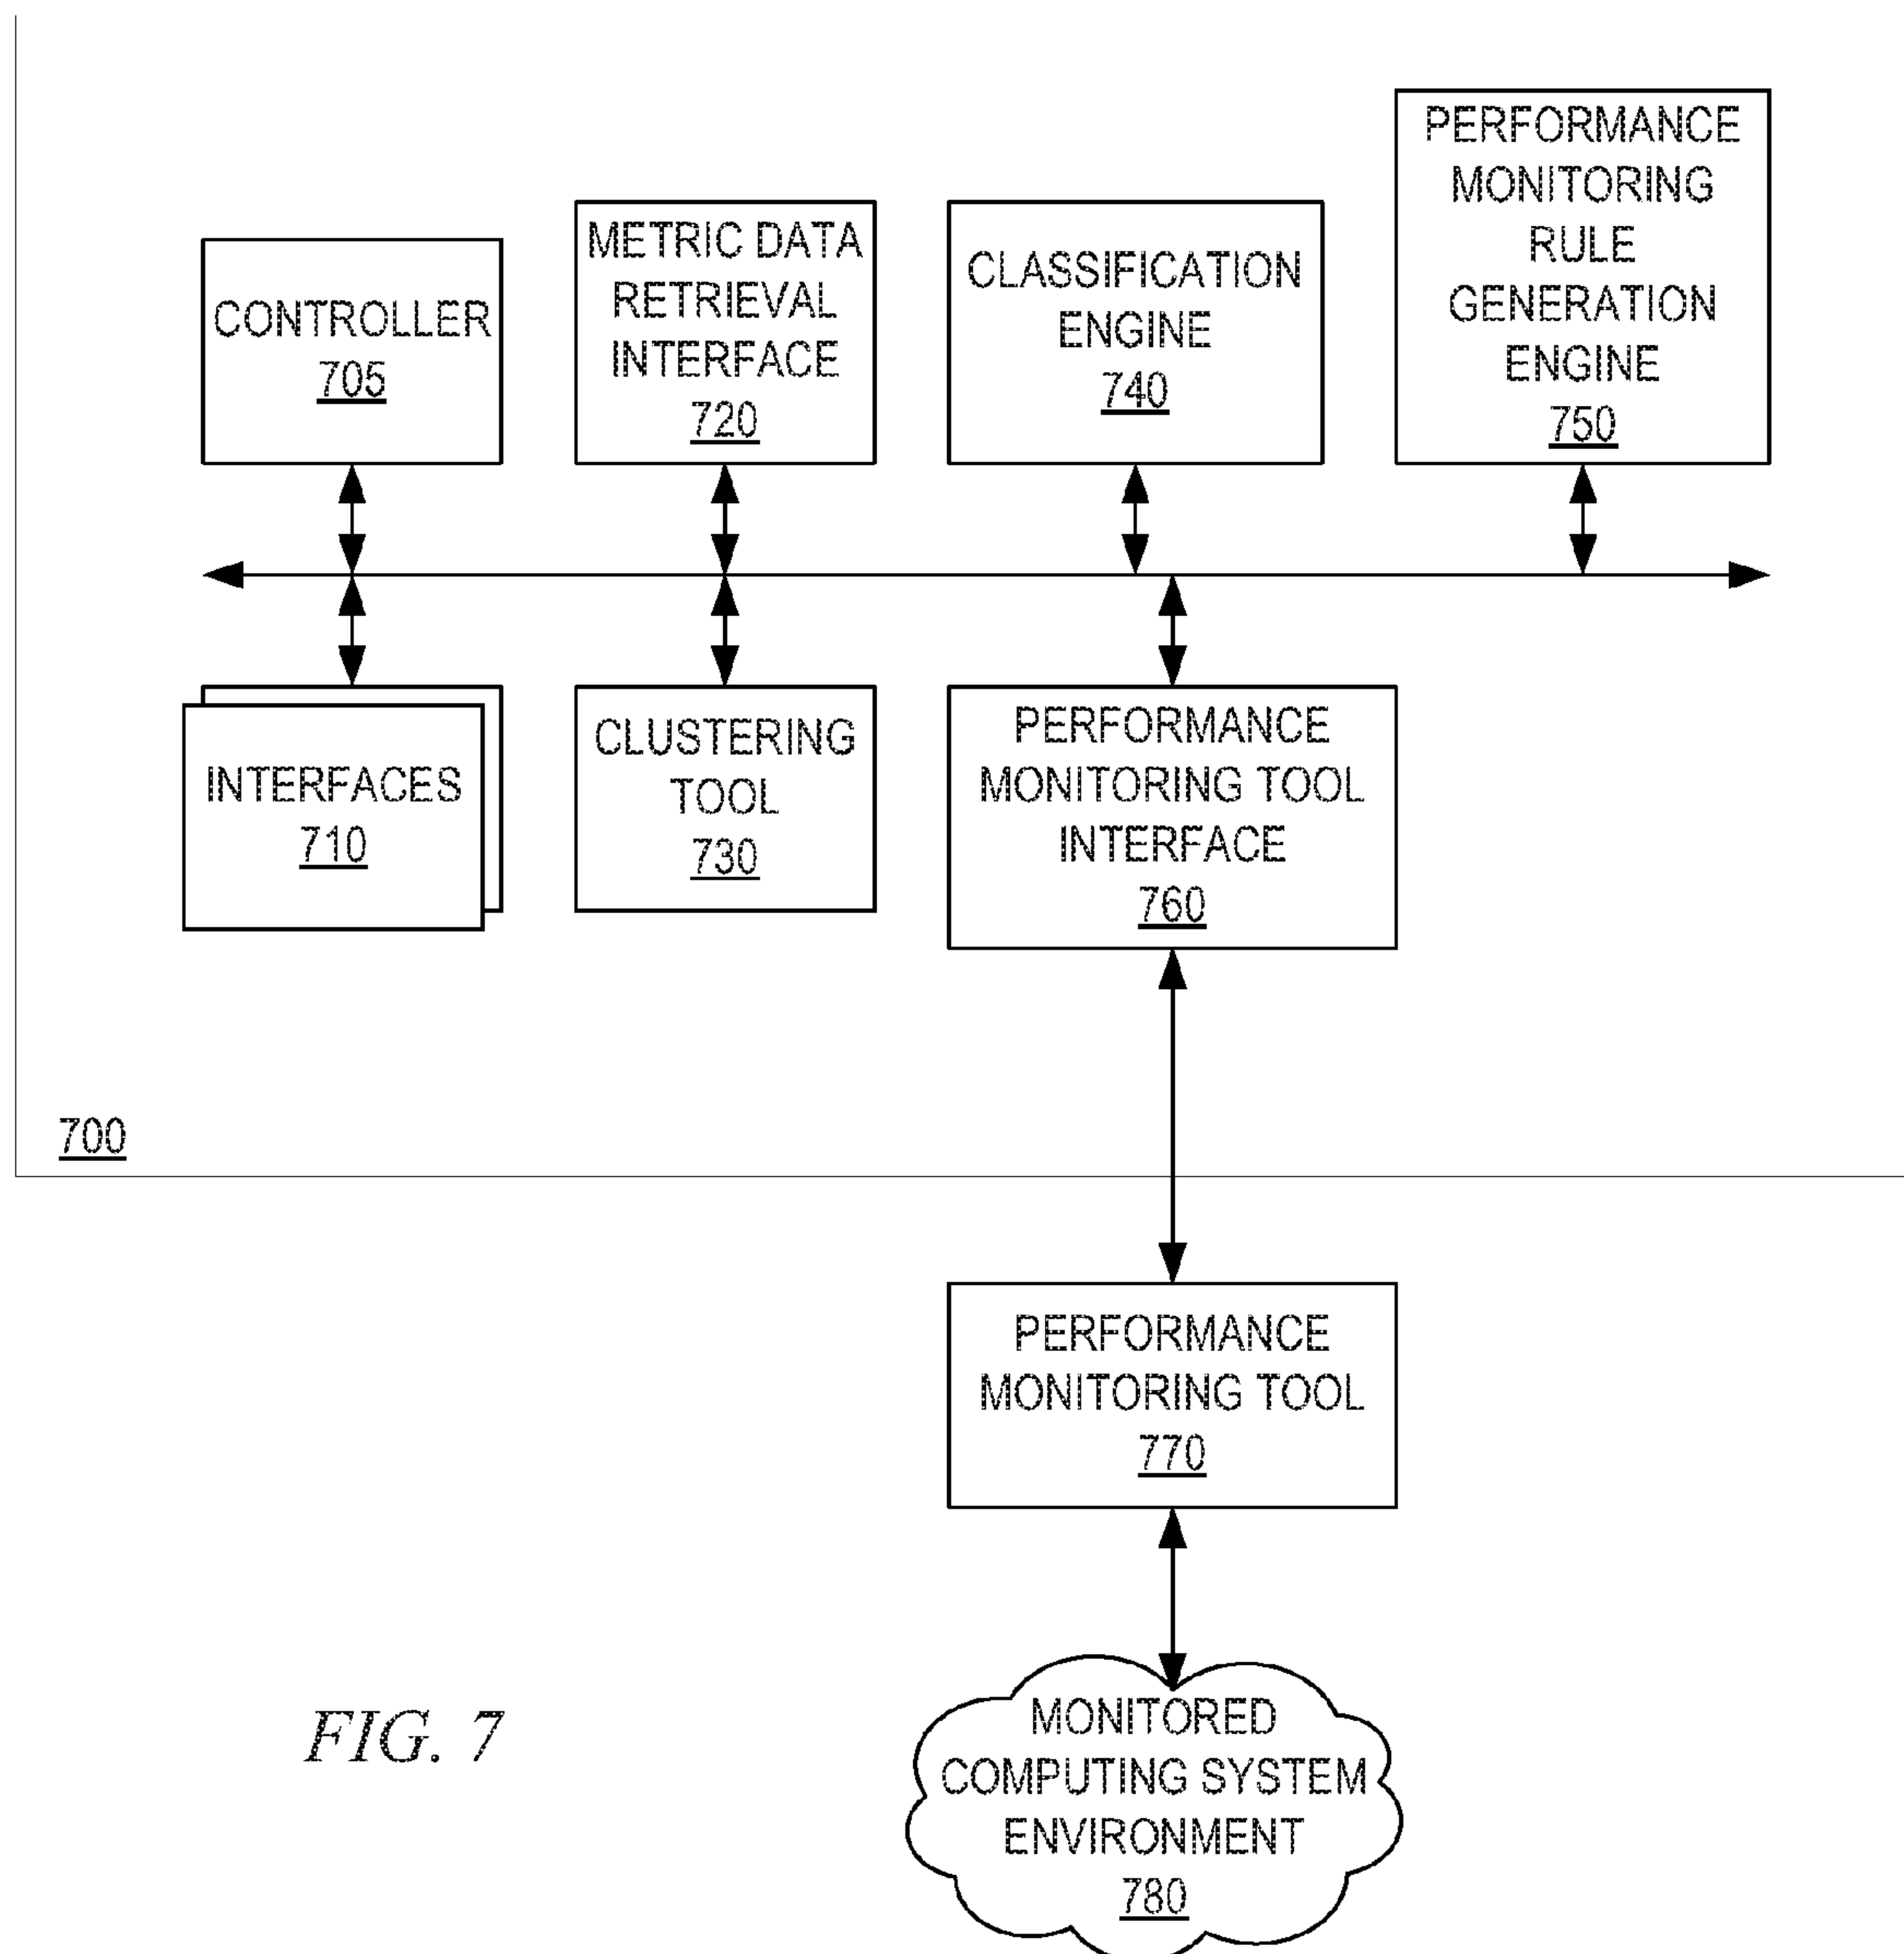 CONTROLLER
705
METRIC DATA
RETRIEVAL
INTERFACE
720
CLASSIFICATION
ENGINE
740
PERFORMANCE
MONITORING
RULE
GENERATION
ENGINE
750
INTERFACES
710
CLUSTERING
TOOL
730
PERFORMANCE
MONITORING TOOL
INTERFACE
760
700
PERFORMANCE
MONITORING TOOL
770
MONITORED
COMPUTING SYSTEM
ENVIRONMENT
780
FIG. 7